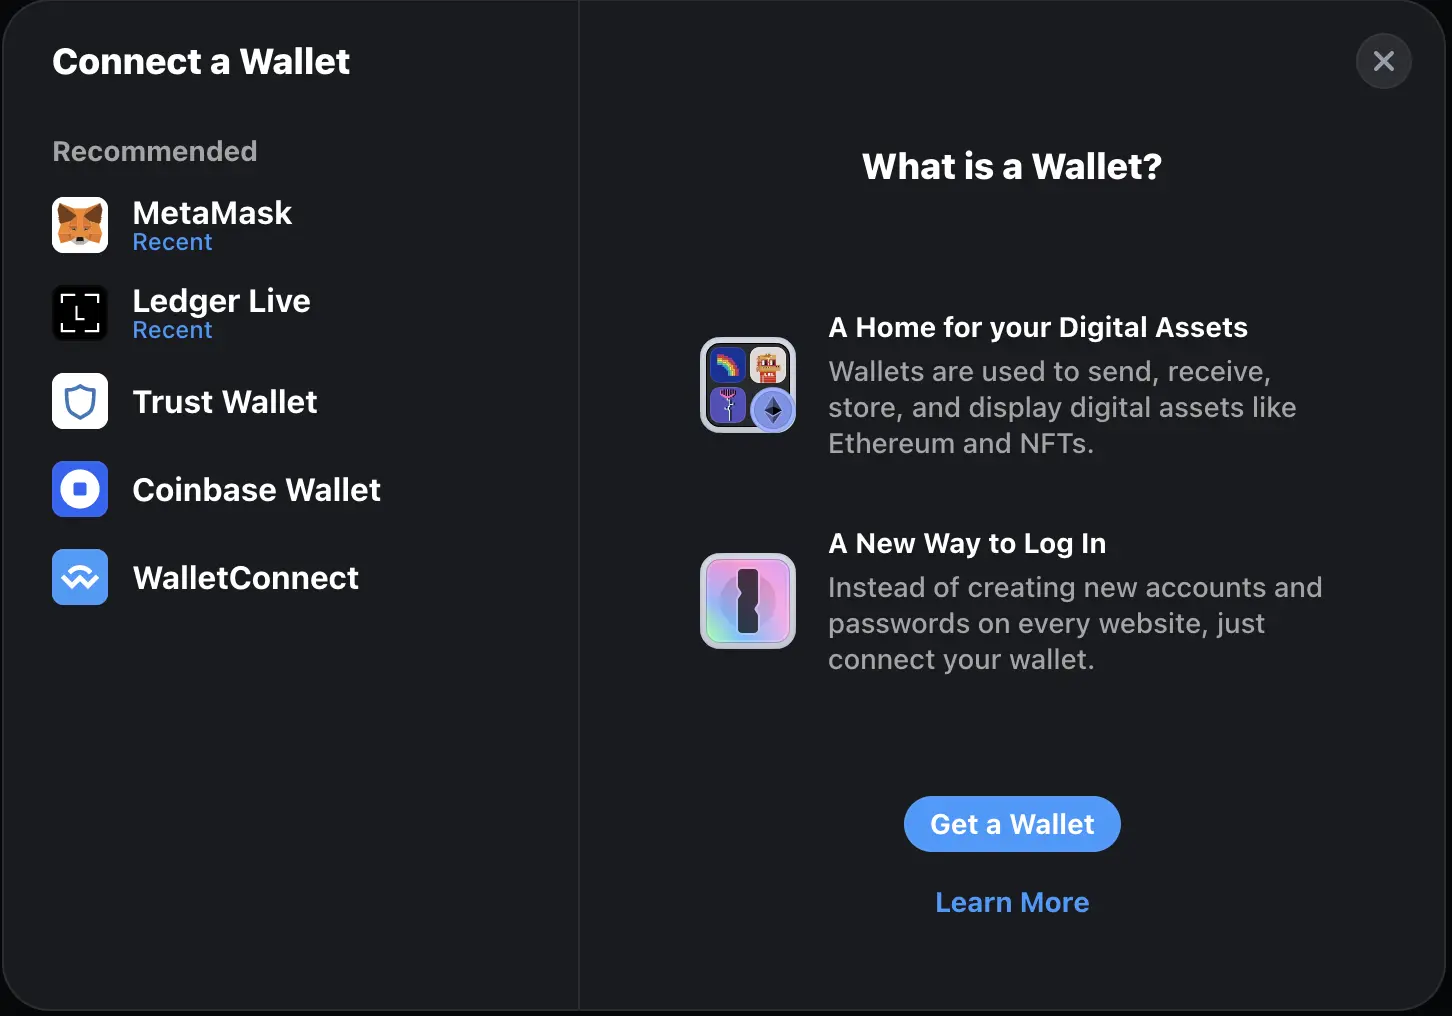 Connect a Wallet
Recommended
MetaMask
Recent
L
Ledger Live
Recent
Trust Wallet
Coinbase Wallet
WalletConnect
What is a Wallet?
A Home for your Digital Assets
Wallets are used to send, receive,
store, and display digital assets like
Ethereum and NFTs.
A New Way to Log In
Instead of creating new accounts and
passwords on every website, just
connect your wallet.
Get a Wallet
Learn More